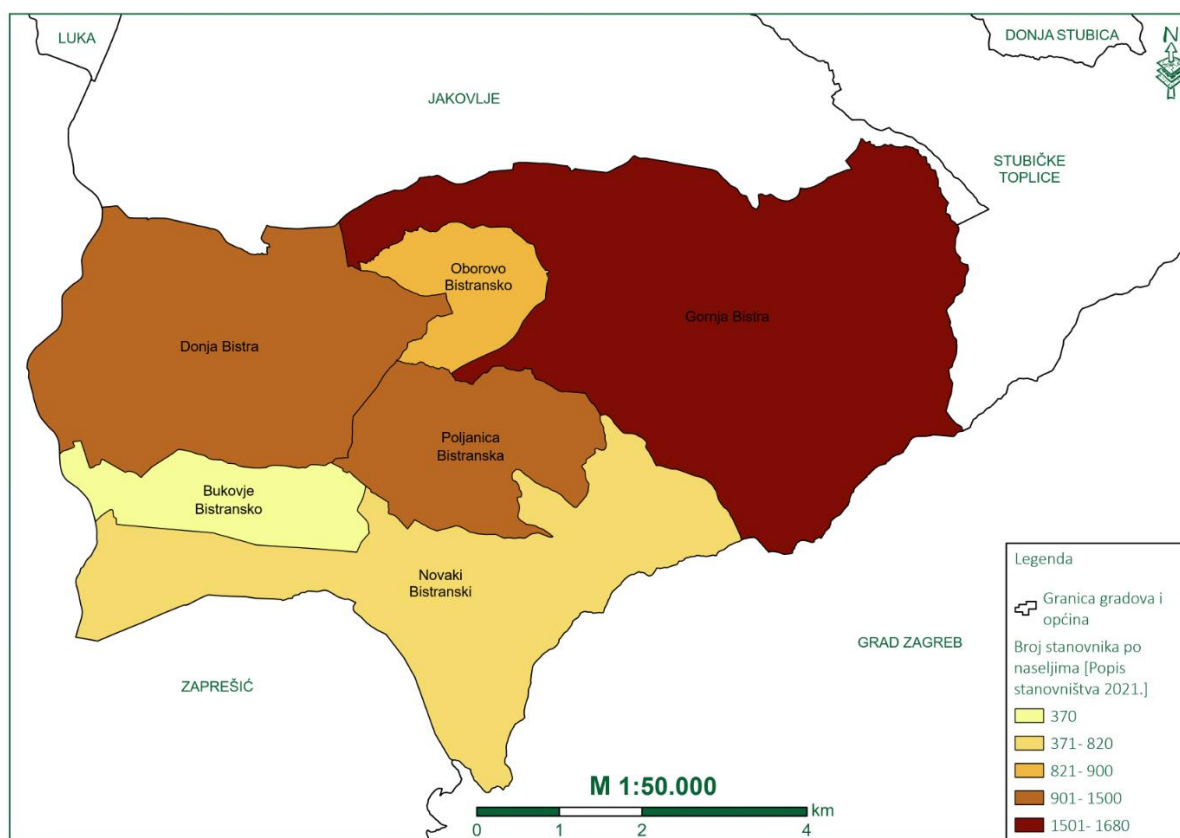 LUKA
DONJA STUBICA
N
JAKOVLJE
STUBIČKE
TOPLICE
Oborovo
Bistransko
Gornja Bistra
Donja Bistra
Poljanica
Bistranska
Bukovje
Bistransko
Novaki
Bistranski
GRAD ZAGREB
ZAPREŠIĆ
M 1:50.000
km
0 1 2 4
Legenda
Granica gradova i
općina
Broj stanovnika po
naseljima [Popis
stanovništva 2021.]
370
371- 820
821- 900
901- 1500
1501- 1680